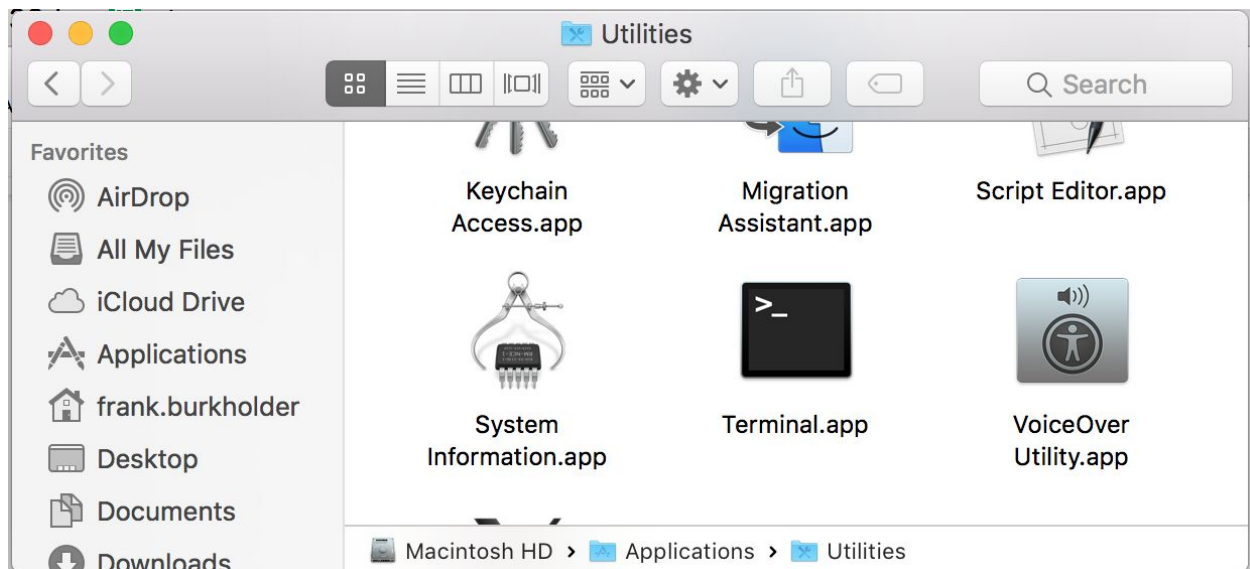 Utilities
Search
Favorites
AirDrop
All My Files
iCloud Drive
Applications
frank.burkholder
Desktop
Documents
Downloads
Keychain
Access.app
Migration
Assistant.app
Script Editor.app
System
Information.app
>_
Terminal.app
VoiceOver
Utility.app
Macintosh HD > Applications > Utilities